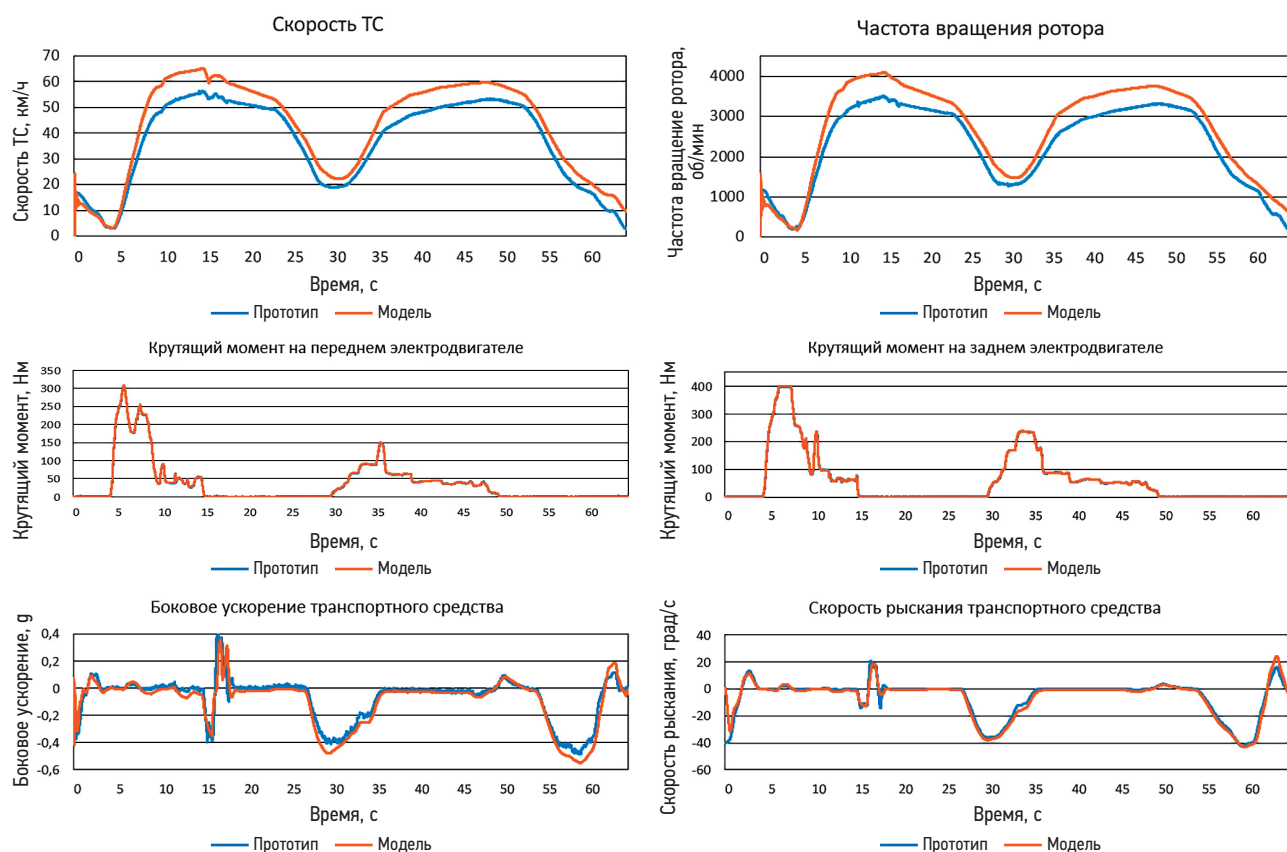 Скорость ТС
Скорость ТС, км/ч
70
60
50
40
30
20
10
0
0 5 10 15 20 25 30 35 40 45 50 55 60
Время, с
Прототип Модель
Частота вращения ротора
Частота вращение ротора,
об/мин
4000
3000
2000
1000
0
0 5 10 15 20 25 30 35 40 45 50 55 60
Время, с
Прототип Модель
Крутящий момент на переднем электродвигателе
Крутящий момент, Нм
350
300
250
200
150
100
50
0
0 5 10 15 20 25 30 35 40 45 50 55 60
Время, с
Прототип Модель
Крутящий момент на заднем электродвигателе
Крутящий момент, Нм
400
300
200
100
0
0 5 10 15 20 25 30 35 40 45 50 55 60
Время, с
Прототип Модель
Боковое ускорение транспортного средства
Боковое ускорение, g
0,4
0,2
0
-0,2
-0,4
-0,6
0 5 10 15 20 25 30 35 40 45 50 55 60
Время, с
Прототип Модель
Скорость рыскания транспортного средства
Скорость рыскания, град/с
40
20
0
-20
-40
-60
0 5 10 15 20 25 30 35 40 45 50 55 60
Время, с
Прототип Модель